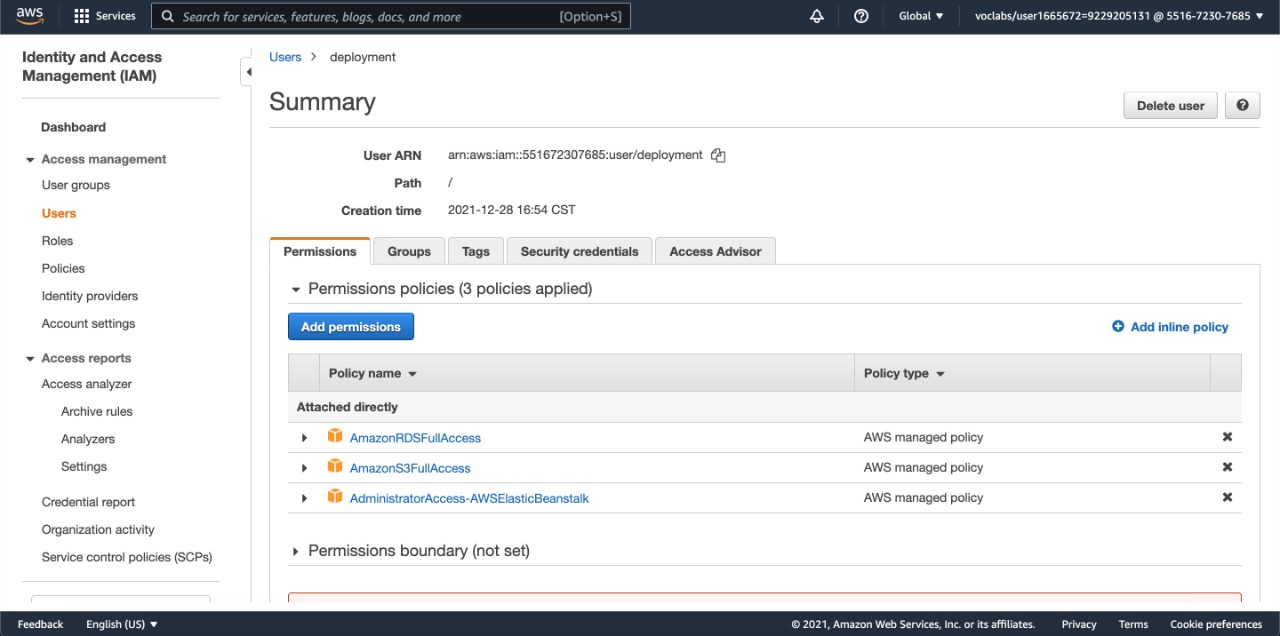 aws
Services
Search for services, features, blogs, docs, and more
[Option+S]
Global
voclabs/user1665672=9229205131 @ 5516-7230-7685
Identity and Access
Management (IAM)
Dashboard
Access management
User groups
Users
Roles
Policies
Identity providers
Account settings
Access reports
Access analyzer
Archive rules
Analyzers
Settings
Credential report
Organization activity
Service control policies (SCPs)
Users > deployment
Summary
Delete user
User ARN arn:aws:iam::551672307685:user/deployment
Path /
Creation time 2021-12-28 16:54 CST
Permissions
Groups
Tags
Security credentials
Access Advisor
Permissions policies (3 policies applied)
Add permissions
Add inline policy
Policy name
Policy type
Attached directly
AmazonRDSFullAccess AWS managed policy
AmazonS3FullAccess AWS managed policy
AdministratorAccess-AWSElasticBeanstalk AWS managed policy
Permissions boundary (not set)
Feedback
English (US)
© 2021, Amazon Web Services, Inc. or its affiliates.
Privacy
Terms
Cookie preferences